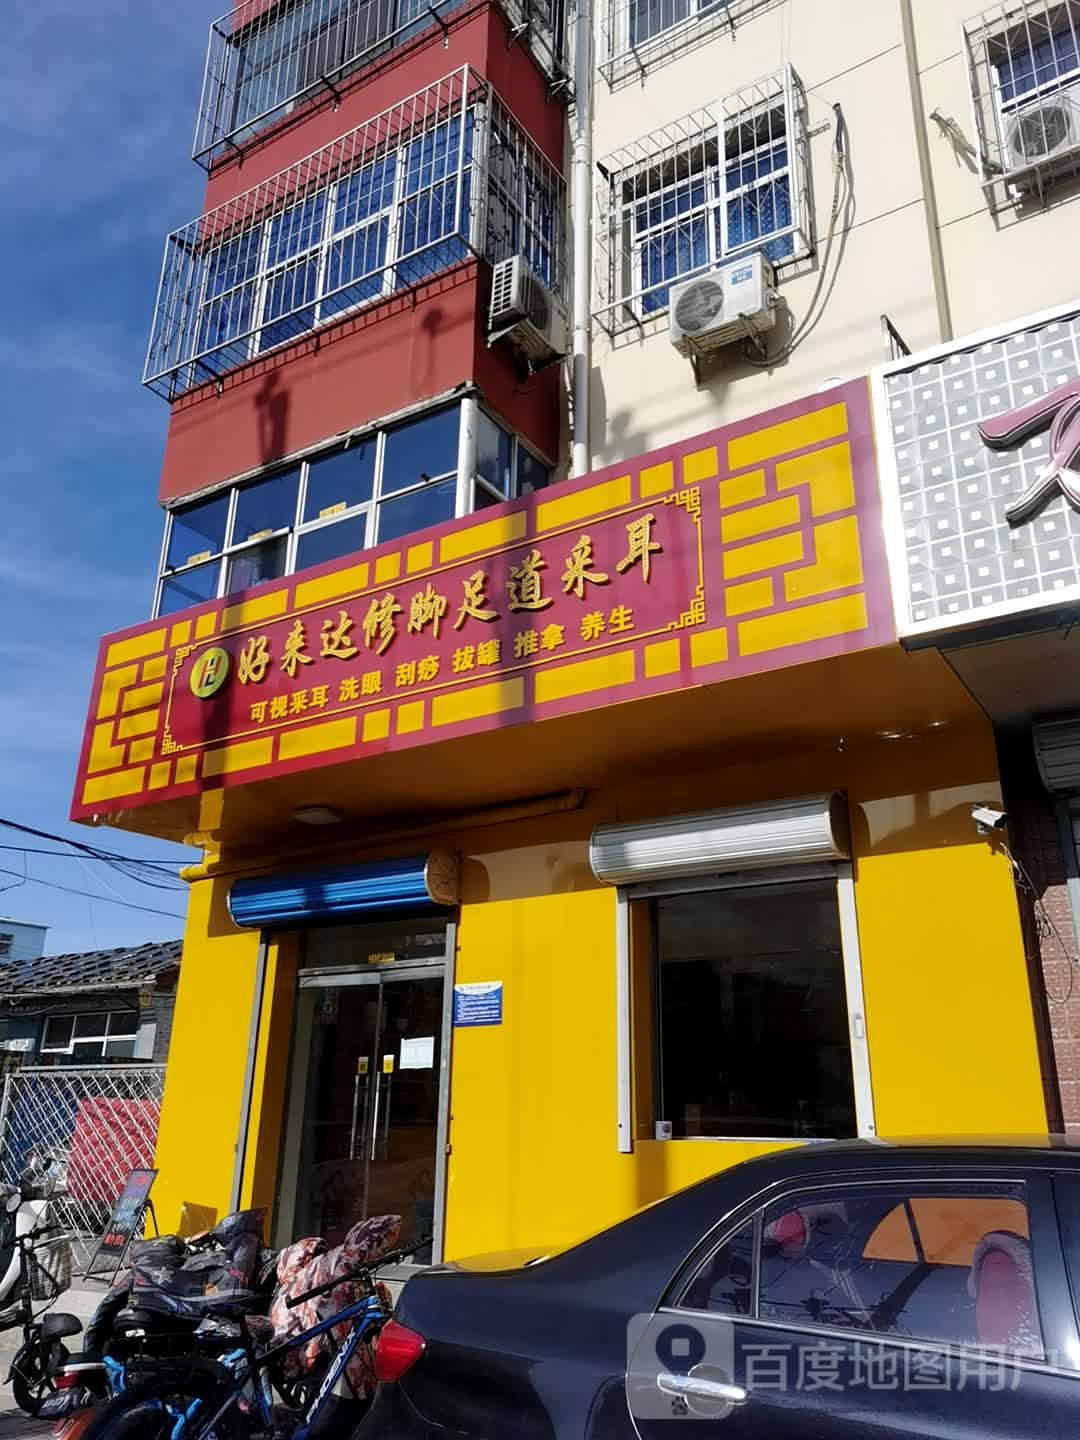 好来达修脚足道采耳
可视采耳 洗眼 刮痧 拔罐 推拿 养生
百度地图用户